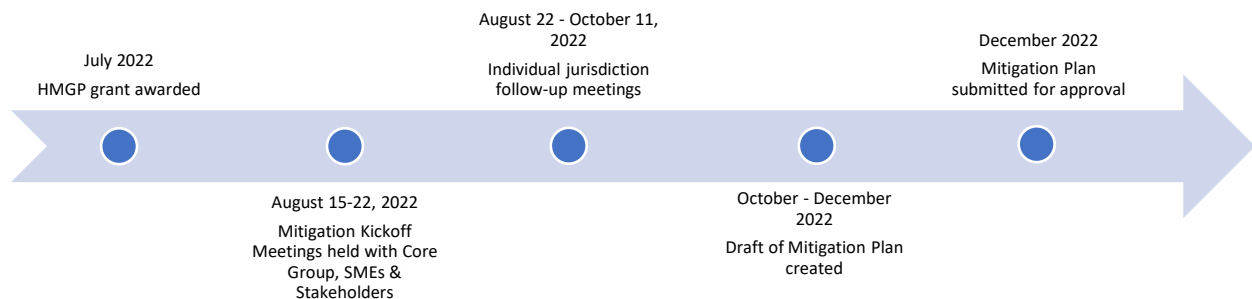 July 2022
HMGP grant awarded
August 15-22, 2022
Mitigation Kickoff
Meetings held with Core
Group, SMEs &
Stakeholders
August 22 - October 11,
2022
Individual jurisdiction
follow-up meetings
October - December
2022
Draft of Mitigation Plan
created
December 2022
Mitigation Plan
submitted for approval